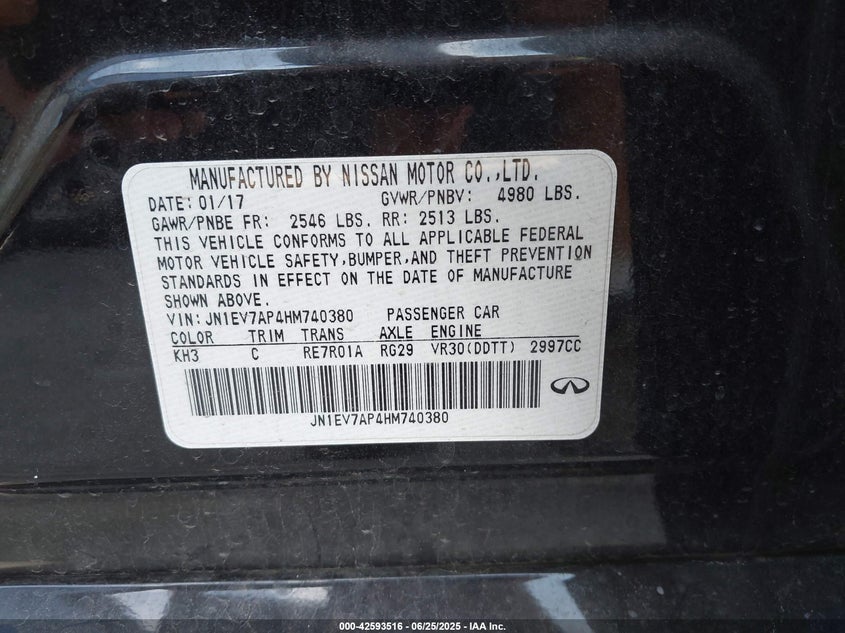 MANUFACTURED BY NISSAN MOTOR CO.,LTD.
DATE: 01/17 GVWR/PNBV: 4980 LBS.
GAWR/PNBE FR: 2546 LBS. RR: 2513 LBS.
THIS VEHICLE CONFORMS TO ALL APPLICABLE FEDERAL
MOTOR VEHICLE SAFETY,BUMPER,AND THEFT PREVENTION
STANDARDS IN EFFECT ON THE DATE OF MANUFACTURE
SHOWN ABOVE.
VIN: JN1EV7AP4HM740380 PASSENGER CAR
COLOR TRIM TRANS AXLE ENGINE
KH3 C RE7R01A RG29 VR30(DDTT) 2997CC
JN1EV7AP4HM740380
000-42593516 - 06/25/2025 - IAA Inc.